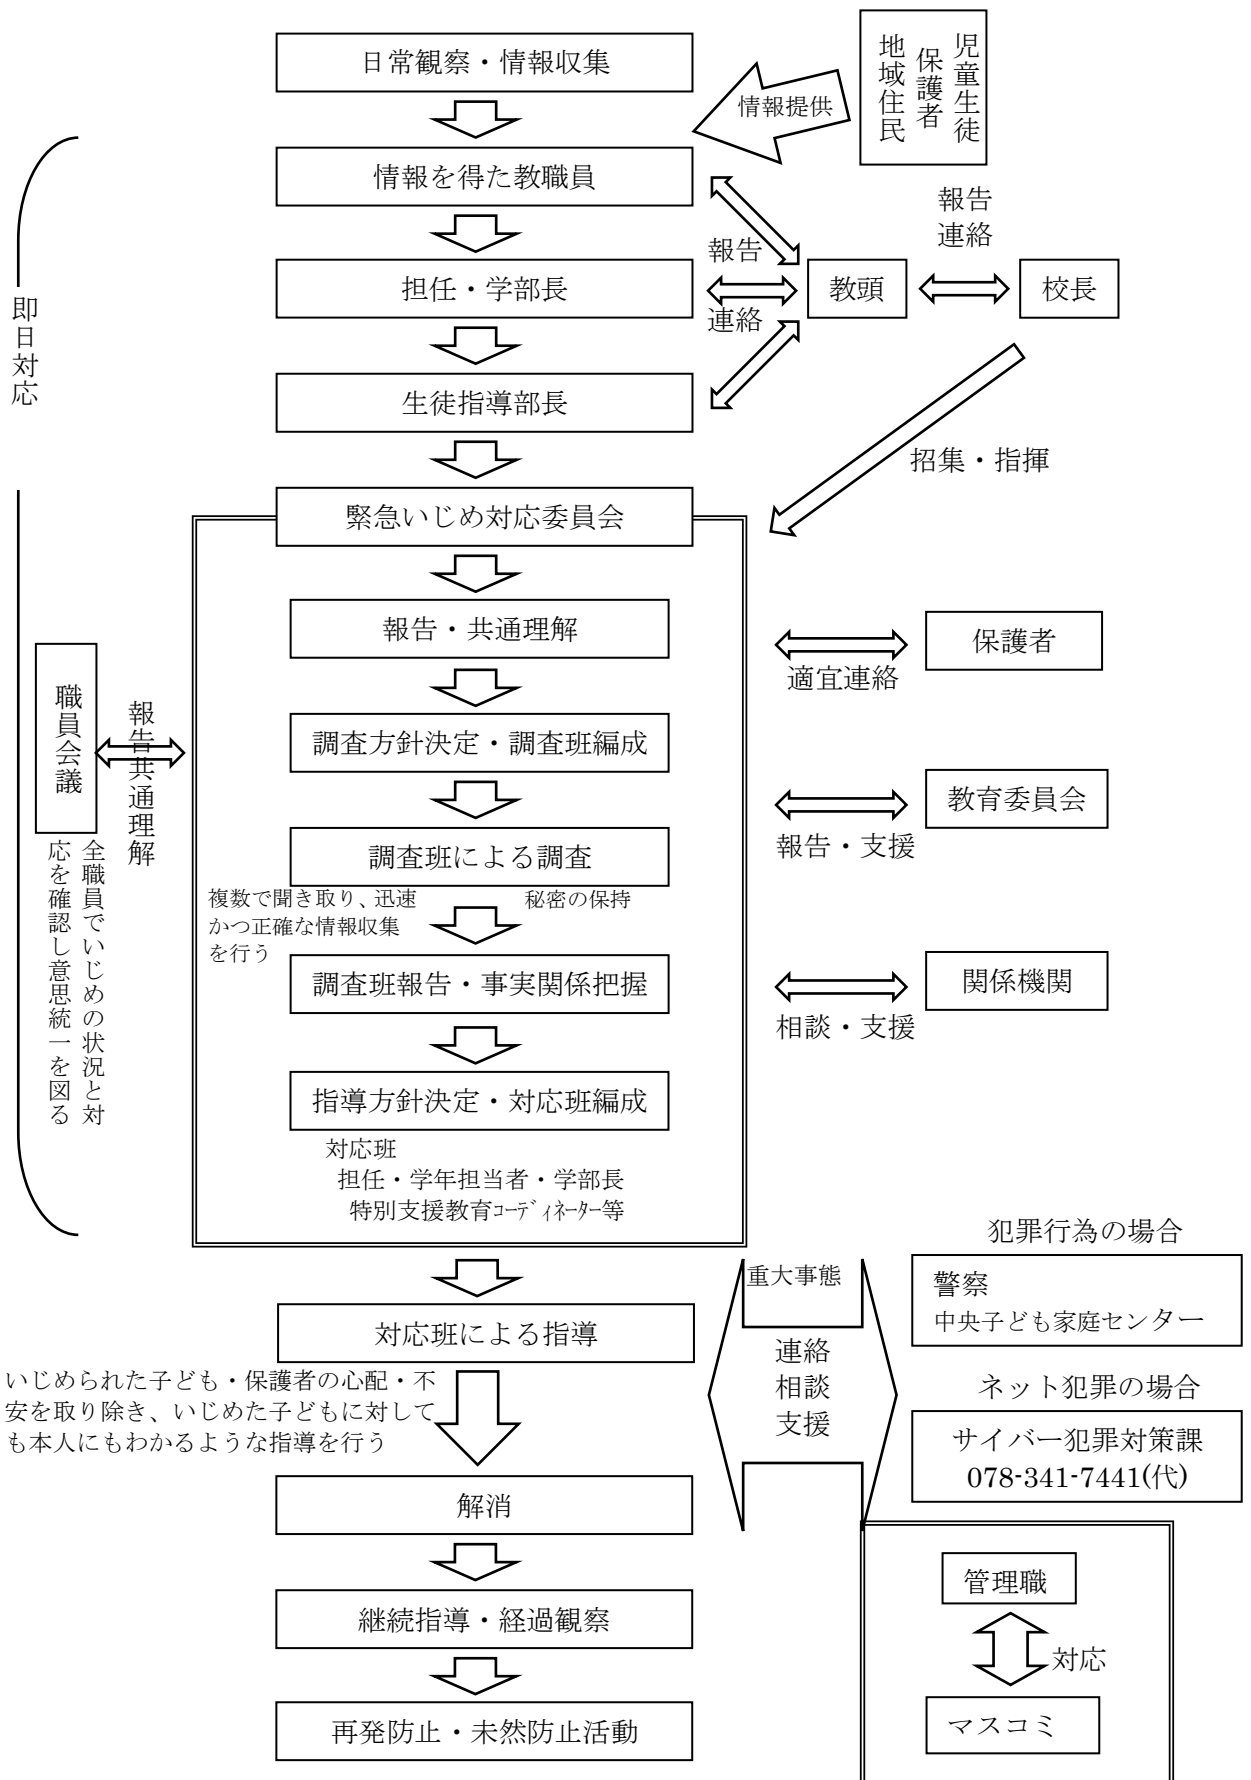 日常観察・情報収集
児童生徒
保護者
地域住民
情報提供
情報を得た教職員
報告
連絡
担任・学部長
報告
連絡
教頭
校長
即日対応
生徒指導部長
招集・指揮
緊急いじめ対応委員会
報告・共通理解
保護者
適宜連絡
職員会議
報告共通理解
調査方針決定・調査班編成
教育委員会
報告・支援
全職員でいじめの状況と対
応を確認し意思統一を図る
調査班による調査
複数で聞き取り、迅速
かつ正確な情報収集
を行う
秘密の保持
調査班報告・事実関係把握
関係機関
相談・支援
指導方針決定・対応班編成
対応班
担任・学年担当者・学部長
特別支援教育ｺｰﾃﾞｨﾈｰﾀｰ等
犯罪行為の場合
重大事態
警察
中央子ども家庭センター
対応班による指導
連絡
相談
支援
いじめられた子ども・保護者の心配・不
安を取り除き、いじめた子どもに対して
も本人にもわかるような指導を行う
ネット犯罪の場合
サイバー犯罪対策課
078-341-7441(代)
解消
管理職
継続指導・経過観察
対応
再発防止・未然防止活動
マスコミ